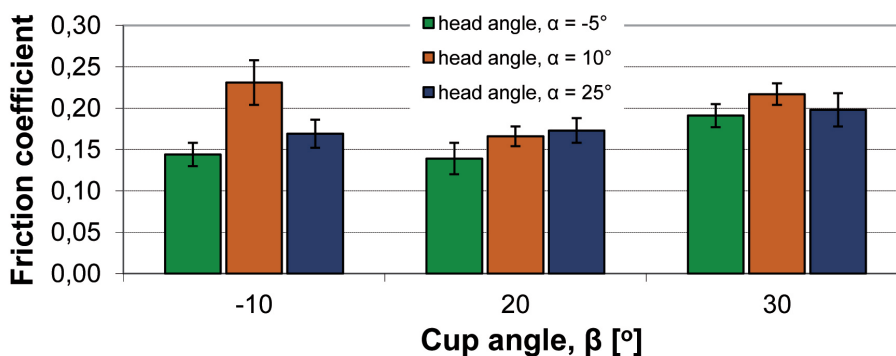 Friction coefficient
0,30
0,25
0,20
0,15
0,10
0,05
0,00
head angle, α = -5°
head angle, α = 10°
head angle, α = 25°
-10
20
30
Cup angle, β [º]